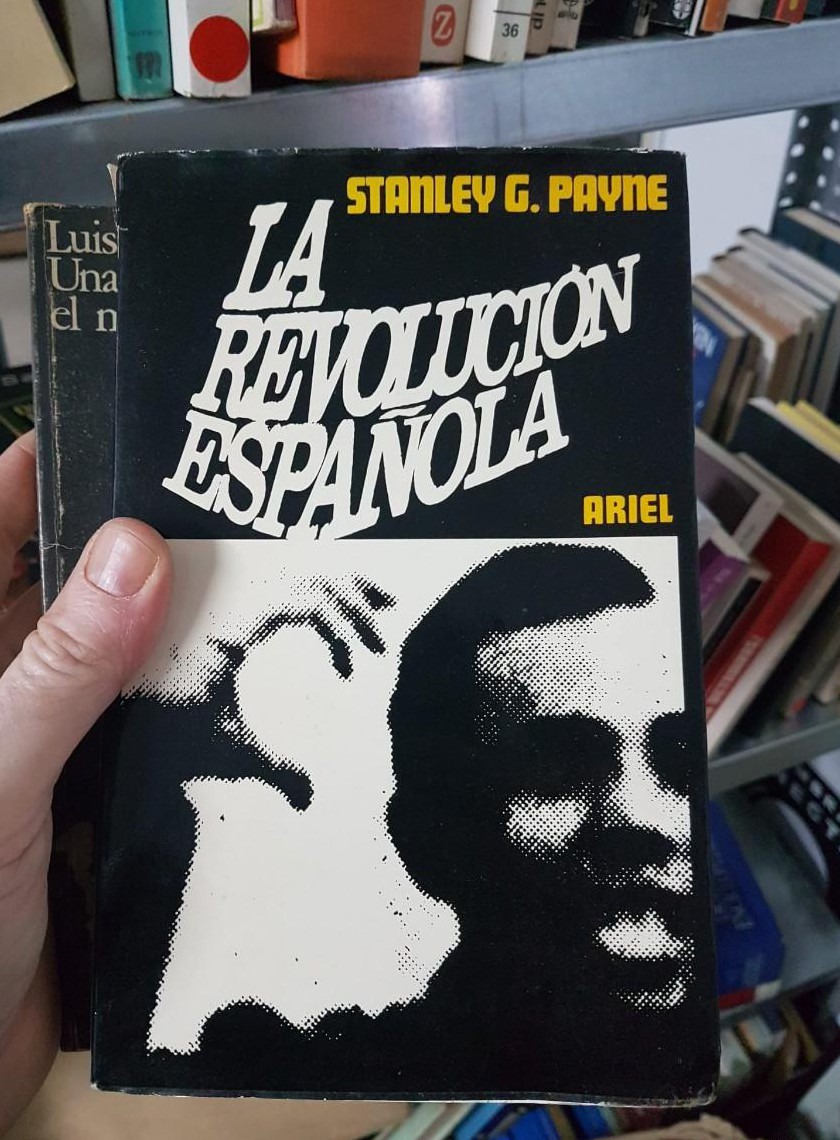 Z
36
STANLEY G. PAYNE
LA
REVOLUCIÓN
ESPAÑOLA
ARIEL
Luis
Una
el